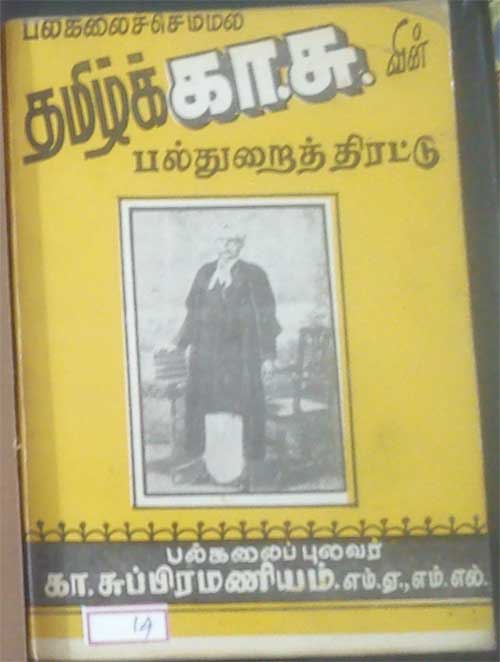 பலகலைச்செம்மல்
தமிழ்க் கா.சு. வின்
பல்துறைத் திரட்டு
பல்கலைப் புலவர்
கா. சுப்பிரமணியம். எம்.ஏ., எம்.எல்.
14